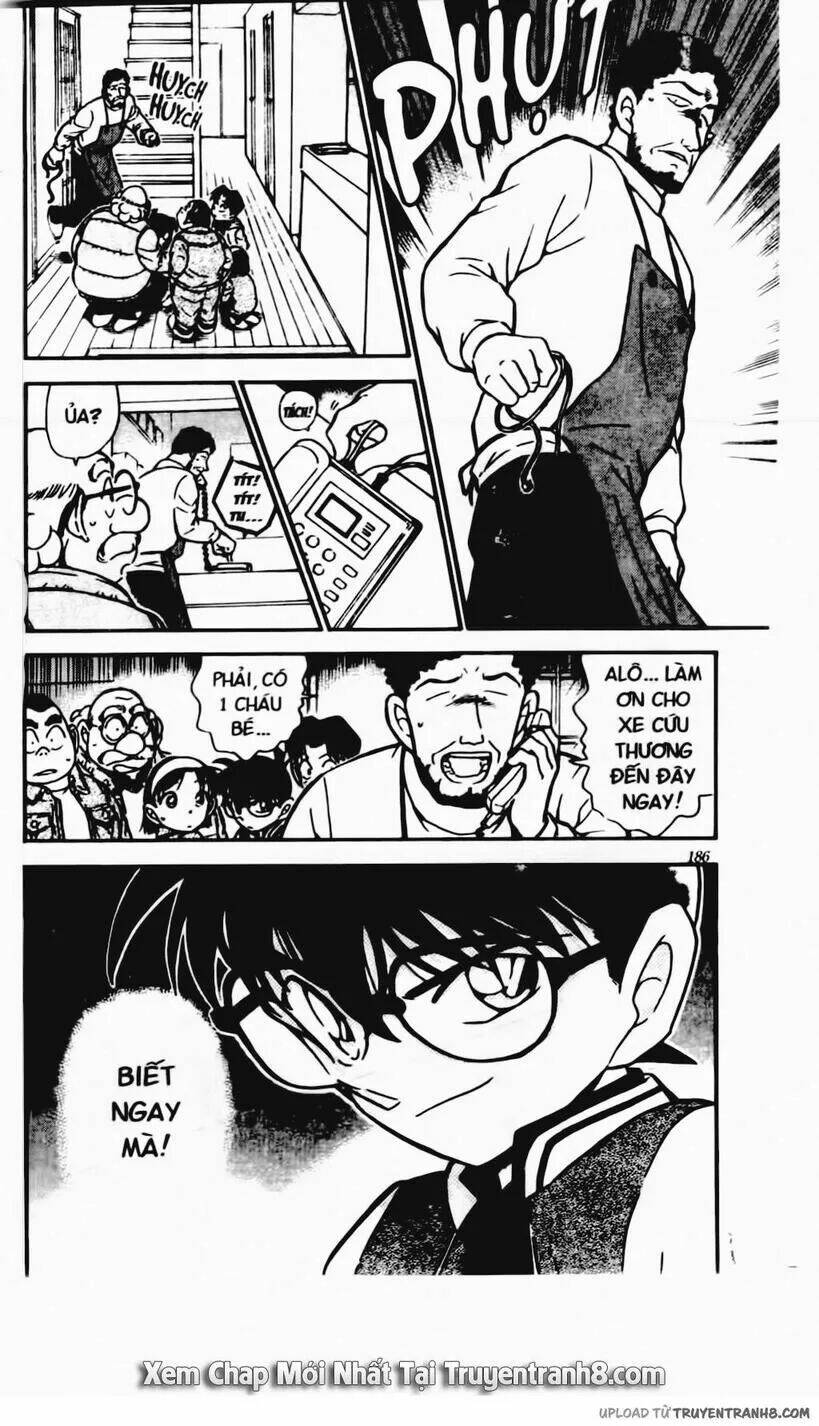 HUỴCH
HUỴCH
PHỤT
ỦA?
TÍT!
TÍT!
TU...
TÁCH!
PHẢI, CÓ
1 CHÁU
BÉ...
ALÔ... LÀM
ƠN CHO
XE CỨU
THƯƠNG
ĐẾN ĐÂY
NGAY!
186
BIẾT
NGAY
MÀ!
Xem Chap Mới Nhất Tại Truyentranh8.com
UPLOAD TỪ TRUYENTRANH8.COM